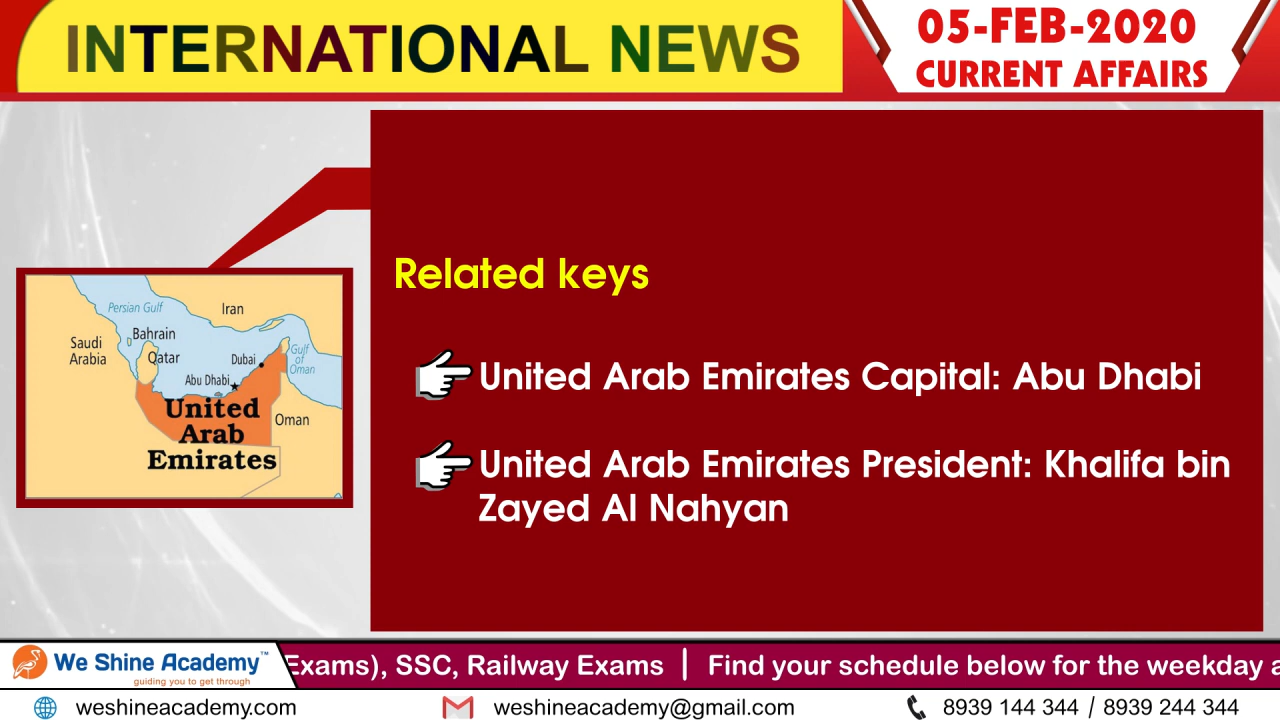 INTERNATIONAL NEWS
05-FEB-2020
CURRENT AFFAIRS
Related keys
United Arab Emirates Capital: Abu Dhabi
United Arab Emirates President: Khalifa bin
Zayed Al Nahyan
Persian Gulf
Iran
Saudi
Arabia
Bahrain
Qatar
Dubai
Gulf
of
Oman
Abu Dhabi
United
Arab
Emirates
Oman
We Shine Academy™
guiding you to get through
Exams), SSC, Railway Exams | Find your schedule below for the weekday a
weshineacademy.com
weshineacademy@gmail.com
8939 144 344 / 8939 244 344